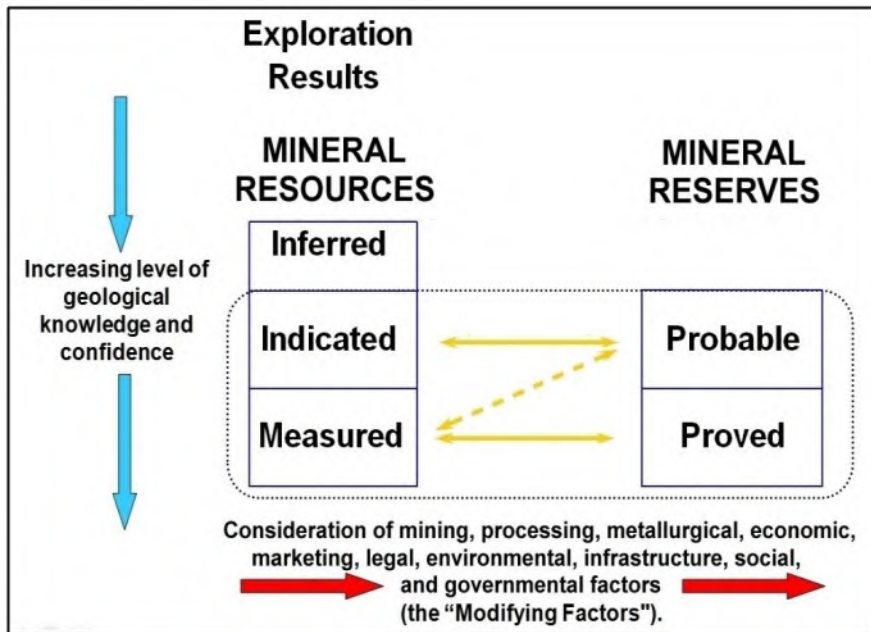 Exploration
Results
MINERAL
RESOURCES
MINERAL
RESERVES
Inferred
Increasing level of
geological
knowledge and
confidence
Indicated
Probable
Measured
Proved
Consideration of mining, processing, metallurgical, economic,
marketing, legal, environmental, infrastructure, social,
and governmental factors
(the “Modifying Factors").